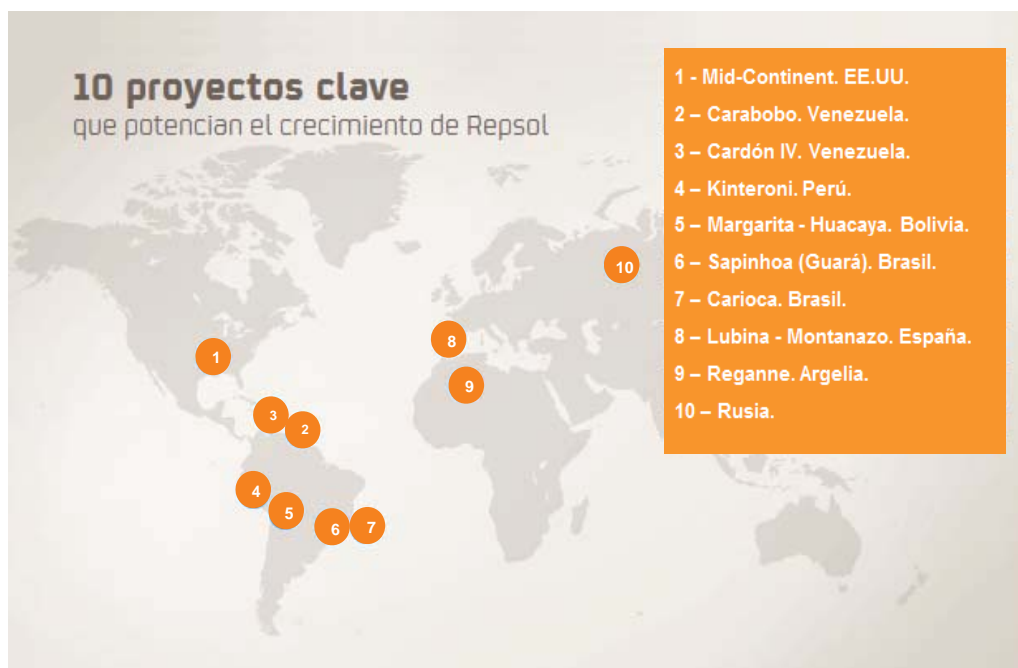 10 proyectos clave
que potencian el crecimiento de Repsol
1 - Mid-Continent. EE.UU.
2 – Carabobo. Venezuela.
3 – Cardón IV. Venezuela.
4 – Kinteroni. Perú.
5 – Margarita - Huacaya. Bolivia.
6 – Sapinhoa (Guará). Brasil.
7 – Carioca. Brasil.
8 – Lubina - Montanazo. España.
9 – Reganne. Argelia.
10 – Rusia.
10
8
1
9
3
2
4
5
6
7